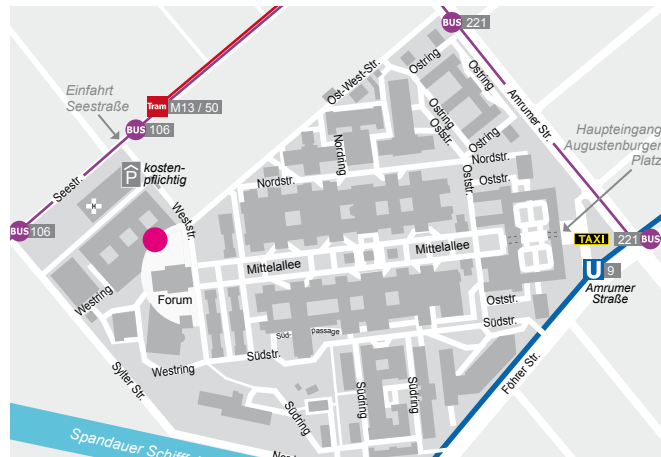 BUS 221
Ostring
Ostring
Ost-West-Str.
Amrumer Str.
Einfahrt
Seestraße
Tram M13 / 50
BUS 106
Oststr.
Ostring
Haupteingang
Augustenburger
Platz
Nordring
Nordstr.
P
kosten-
pflichtig
Seestr.
Nordstr.
Oststr.
Oststr.
Weststr.
BUS 106
TAXI
221 BUS
Mittelallee
Mittelallee
U 9
Amrumer
Straße
Westring
Forum
Oststr.
Süd-
passage
Südstr.
Südstr.
Westring
Sylter Str.
Föhrer Str.
Südring
Südring
Südring
Spandauer